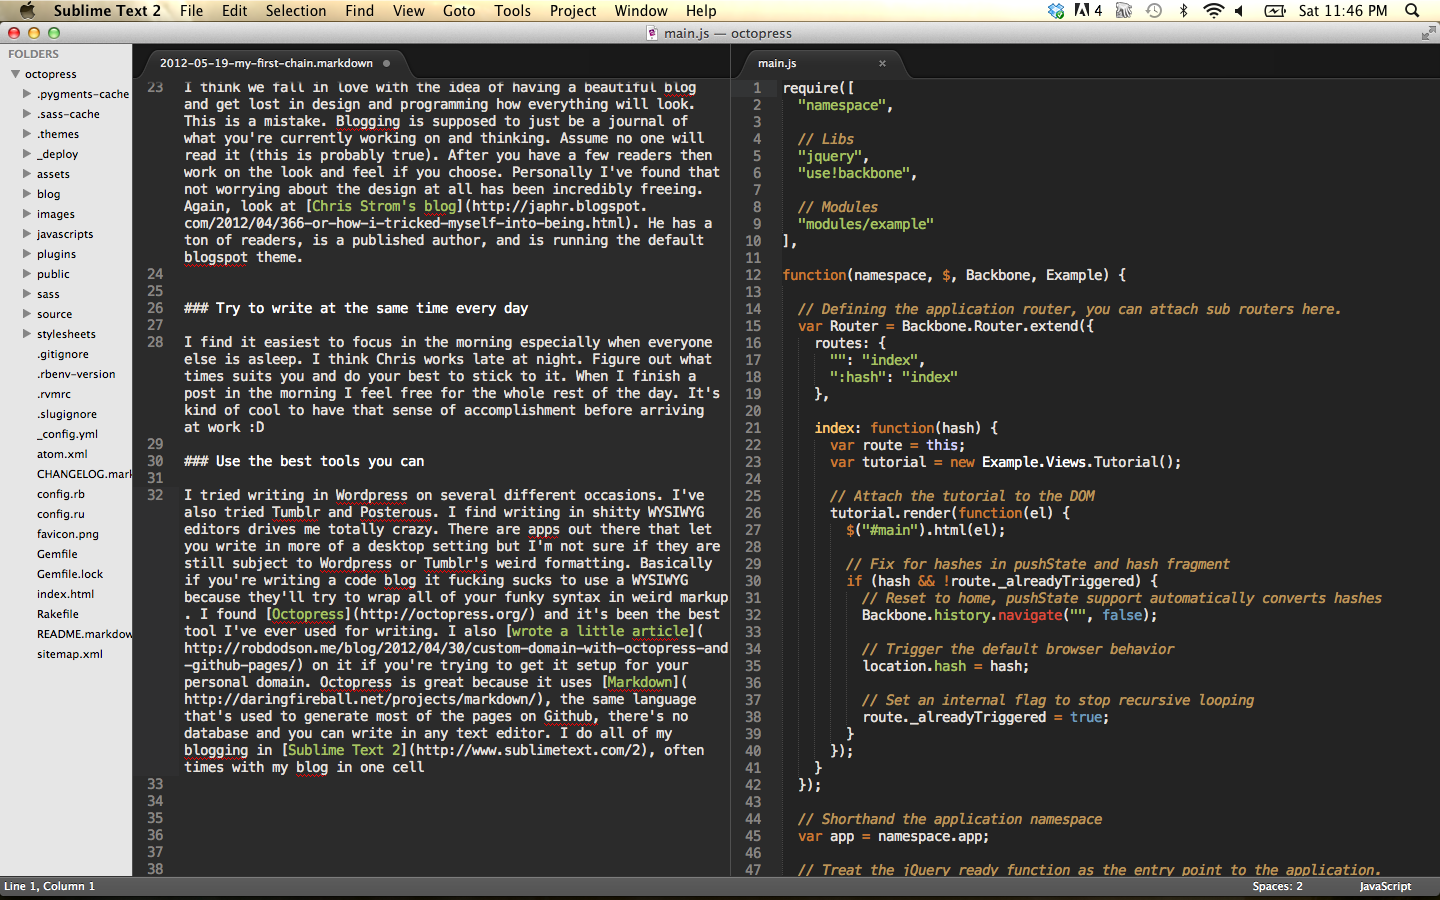 Sublime Text 2 File Edit Selection Find View Goto Tools Project Window Help 4 Sat 11:46 PM
main.js — octopress
FOLDERS
octopress
.pygments-cache
.sass-cache
.themes
_deploy
assets
blog
images
javascripts
plugins
public
sass
source
stylesheets
.gitignore
.rbenv-version
.rvmrc
.slugignore
_config.yml
atom.xml
CHANGELOG.mark
config.rb
config.ru
favicon.png
Gemfile
Gemfile.lock
index.html
Rakefile
README.markdow
sitemap.xml
2012-05-19-my-first-chain.markdown
23 I think we fall in love with the idea of having a beautiful blog
and get lost in design and programming how everything will look.
This is a mistake. Blogging is supposed to just be a journal of
what you're currently working on and thinking. Assume no one will
read it (this is probably true). After you have a few readers then
work on the look and feel if you choose. Personally I've found that
not worrying about the design at all has been incredibly freeing.
Again, look at [Chris Strom's blog](http://japhr.blogspot.
com/2012/04/366-or-how-i-tricked-myself-into-being.html). He has a
ton of readers, is a published author, and is running the default
blogspot theme.
24
25
26 ### Try to write at the same time every day
27
28 I find it easiest to focus in the morning especially when everyone
else is asleep. I think Chris works late at night. Figure out what
times suits you and do your best to stick to it. When I finish a
post in the morning I feel free for the whole rest of the day. It's
kind of cool to have that sense of accomplishment before arriving
at work :D
29
30 ### Use the best tools you can
31
32 I tried writing in Wordpress on several different occasions. I've
also tried Tumblr and Posterous. I find writing in shitty WYSIWYG
editors drives me totally crazy. There are apps out there that let
you write in more of a desktop setting but I'm not sure if they are
still subject to Wordpress or Tumblr's weird formatting. Basically
if you're writing a code blog it fucking sucks to use a WYSIWYG
because they'll try to wrap all of your funky syntax in weird markup
. I found [Octopress](http://octopress.org/) and it's been the best
tool I've ever used for writing. I also [wrote a little article](
http://robdodson.me/blog/2012/04/30/custom-domain-with-octopress-and
-github-pages/) on it if you're trying to get it setup for your
personal domain. Octopress is great because it uses [Markdown](
http://daringfireball.net/projects/markdown/), the same language
that's used to generate most of the pages on Github, there's no
database and you can write in any text editor. I do all of my
blogging in [Sublime Text 2](http://www.sublimetext.com/2), often
times with my blog in one cell
33
34
35
36
37
38
main.js
1 require([
2 "namespace",
3
4 // Libs
5 "jquery",
6 "use!backbone",
7
8 // Modules
9 "modules/example"
10 ],
11
12 function(namespace, $, Backbone, Example) {
13
14 // Defining the application router, you can attach sub routers here.
15 var Router = Backbone.Router.extend({
16 routes: {
17 "": "index",
18 ":hash": "index"
19 },
20
21 index: function(hash) {
22 var route = this;
23 var tutorial = new Example.Views.Tutorial();
24
25 // Attach the tutorial to the DOM
26 tutorial.render(function(el) {
27 $("#main").html(el);
28
29 // Fix for hashes in pushState and hash fragment
30 if (hash && !route._alreadyTriggered) {
31 // Reset to home, pushState support automatically converts hashes
32 Backbone.history.navigate("", false);
33
34 // Trigger the default browser behavior
35 location.hash = hash;
36
37 // Set an internal flag to stop recursive looping
38 route._alreadyTriggered = true;
39 }
40 });
41 }
42 });
43
44 // Shorthand the application namespace
45 var app = namespace.app;
46
47 // Treat the jQuery ready function as the entry point to the application.
Line 1, Column 1 Spaces: 2 JavaScript